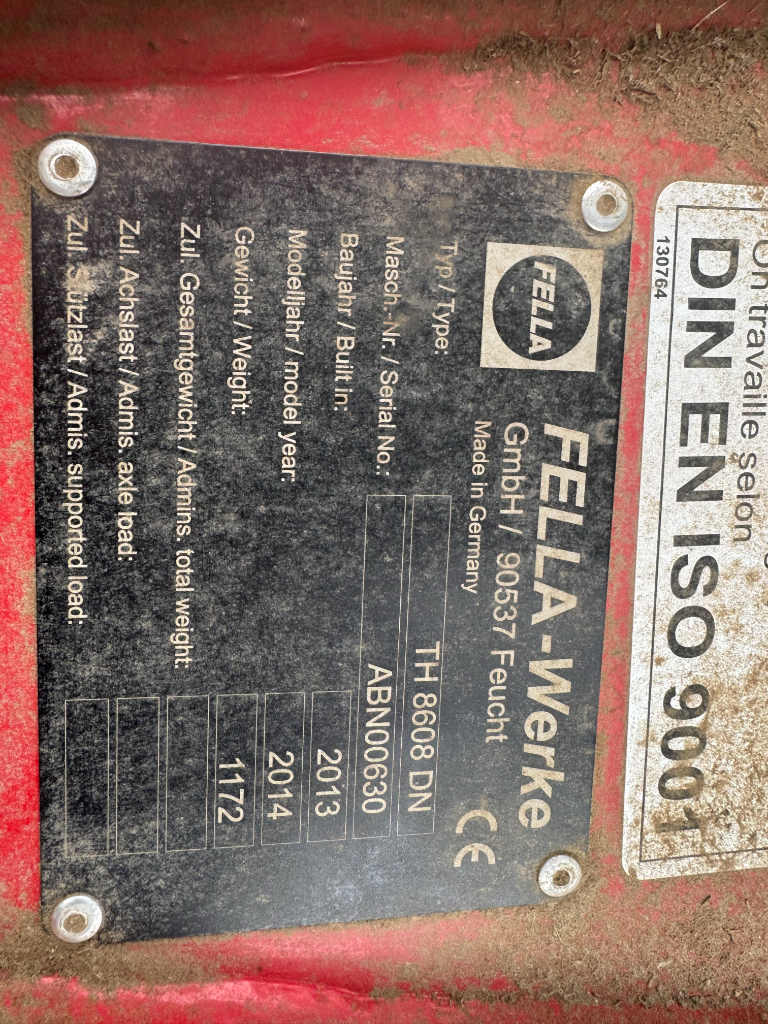 On travaille selon
DIN EN ISO 9001
130764
FELLA
FELLA-Werke
GmbH / 90537 Feucht
Made in Germany
CE
Typ / Type: TH 8608 DN
Masch.-Nr. / Serial No.: ABN00630
Baujahr / Built in: 2013
Modelljahr / model year: 2014
Gewicht / Weight: 1172
Zul. Gesamtgewicht / Admins. total weight:
Zul. Achslast / Admis. axle load:
Zul. Stützlast / Admis. supported load: